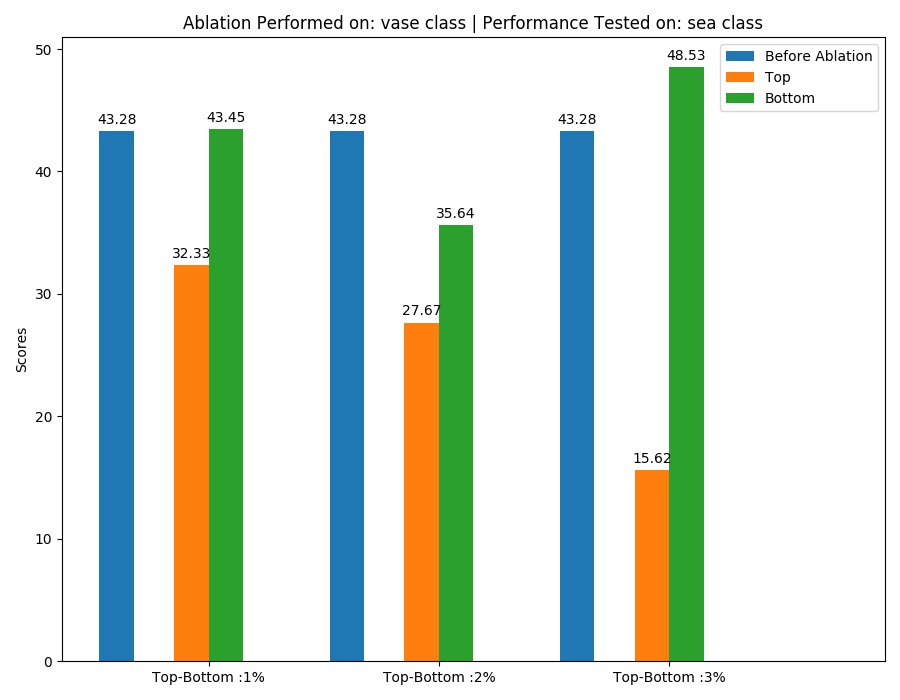 Ablation Performed on: vase class | Performance Tested on: sea class
Before Ablation
Top
Bottom
Scores
50
40
30
20
10
0
43.28
32.33
43.45
43.28
27.67
35.64
43.28
15.62
48.53
Top-Bottom :1%
Top-Bottom :2%
Top-Bottom :3%